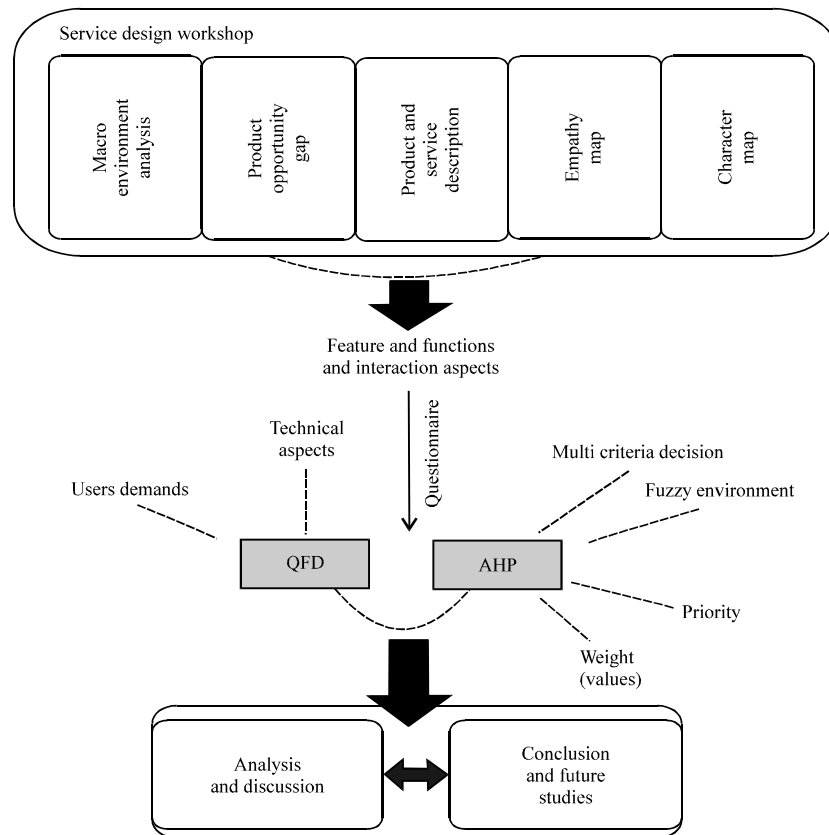 Service design workshop
Macro
environment
analysis
Product
opportunity
gap
Product and
service
description
Empathy
map
Character
map
Feature and functions
and interaction aspects
Questionnaire
Technical
aspects
Users demands
Multi criteria decision
Fuzzy environment
QFD
AHP
Priority
Weight
(values)
Analysis
and discussion
Conclusion
and future
studies